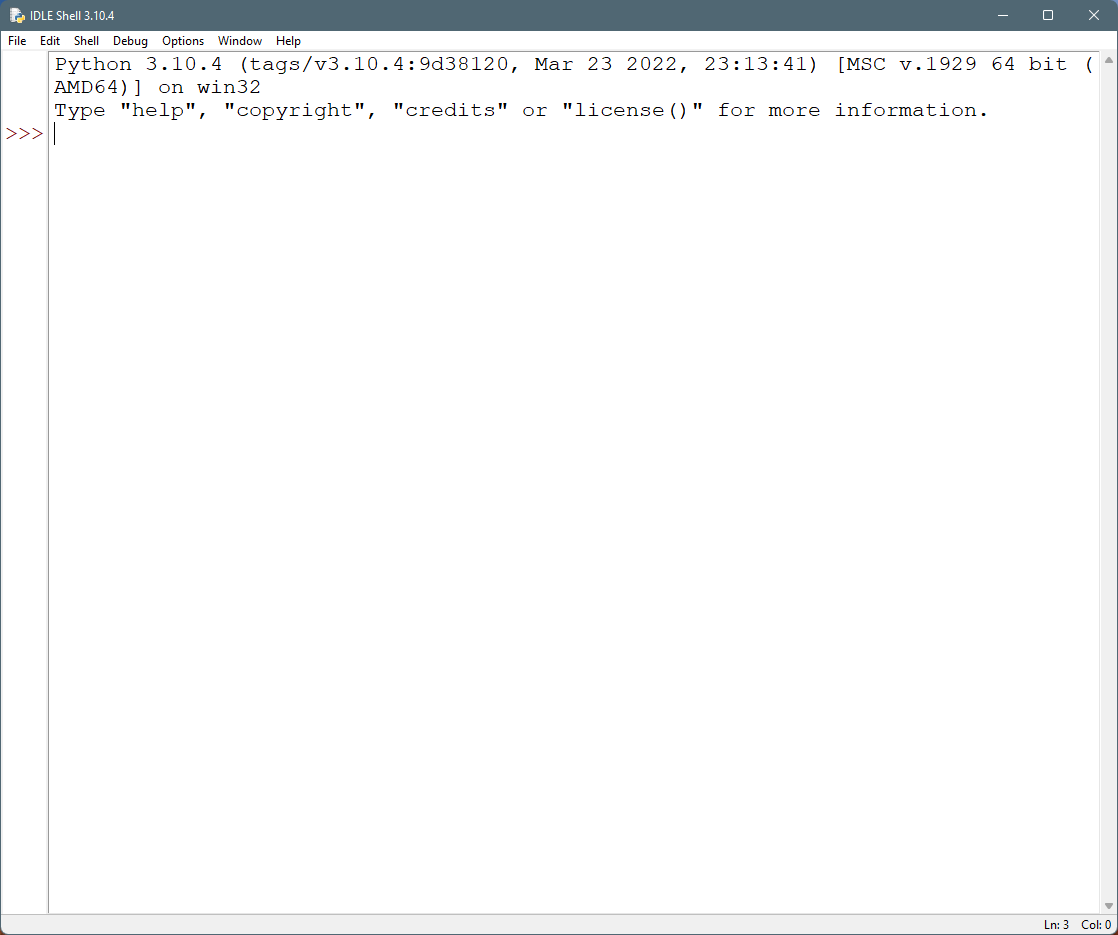 IDLE Shell 3.10.4
File Edit Shell Debug Options Window Help
Python 3.10.4 (tags/v3.10.4:9d38120, Mar 23 2022, 23:13:41) [MSC v.1929 64 bit (
AMD64)] on win32
Type "help", "copyright", "credits" or "license()" for more information.
>>>
Ln: 3 Col: 0